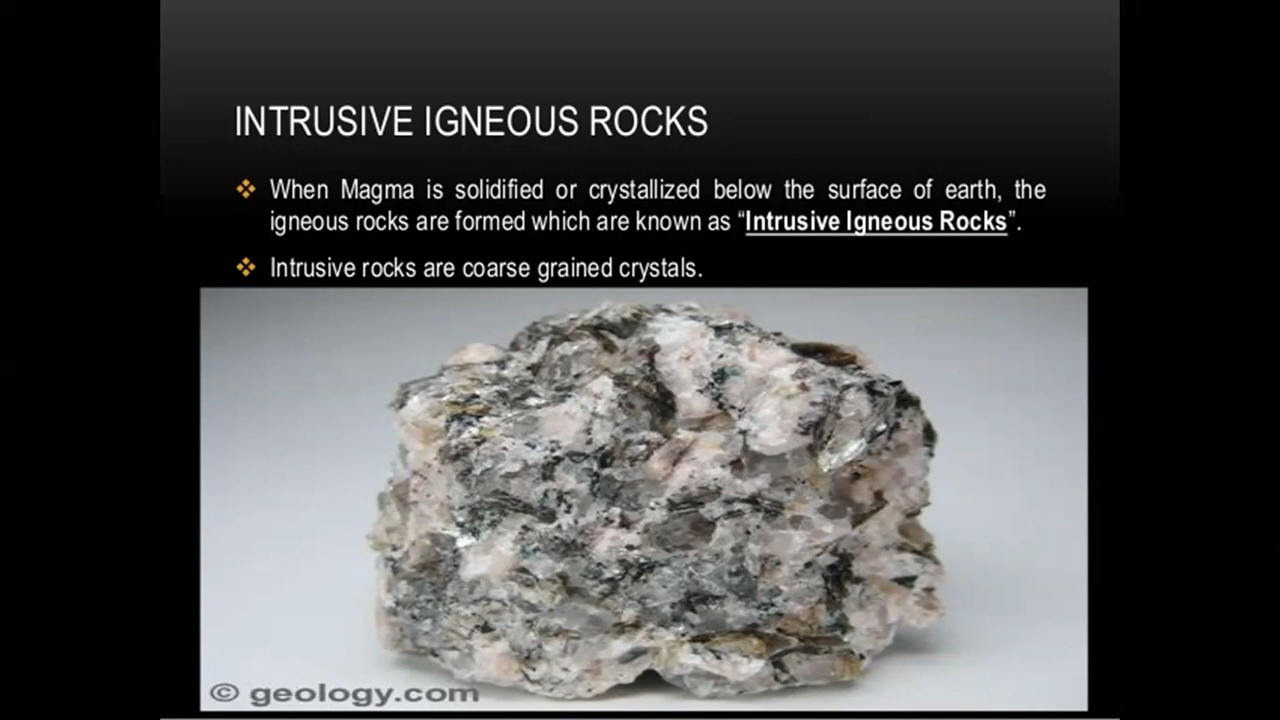 INTRUSIVE IGNEOUS ROCKS
When Magma is solidified or crystallized below the surface of earth, the
igneous rocks are formed which are known as “Intrusive Igneous Rocks”.
Intrusive rocks are coarse grained crystals.
© geology.com